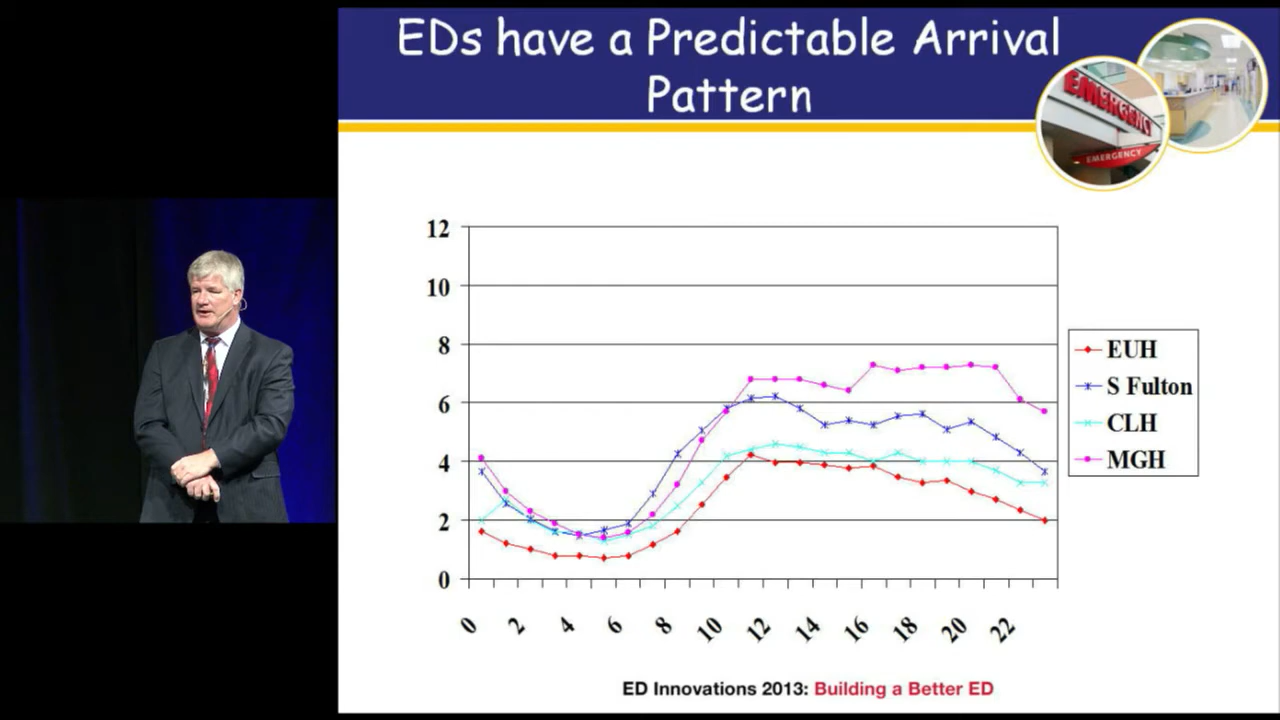 EDs have a Predictable Arrival
Pattern
EMERGENC
EMERGENCY
12
10
8
6
4
2
0
0 2 4 6 8 10 12 14 16 18 20 22
EUH
S Fulton
CLH
MGH
ED Innovations 2013: Building a Better ED